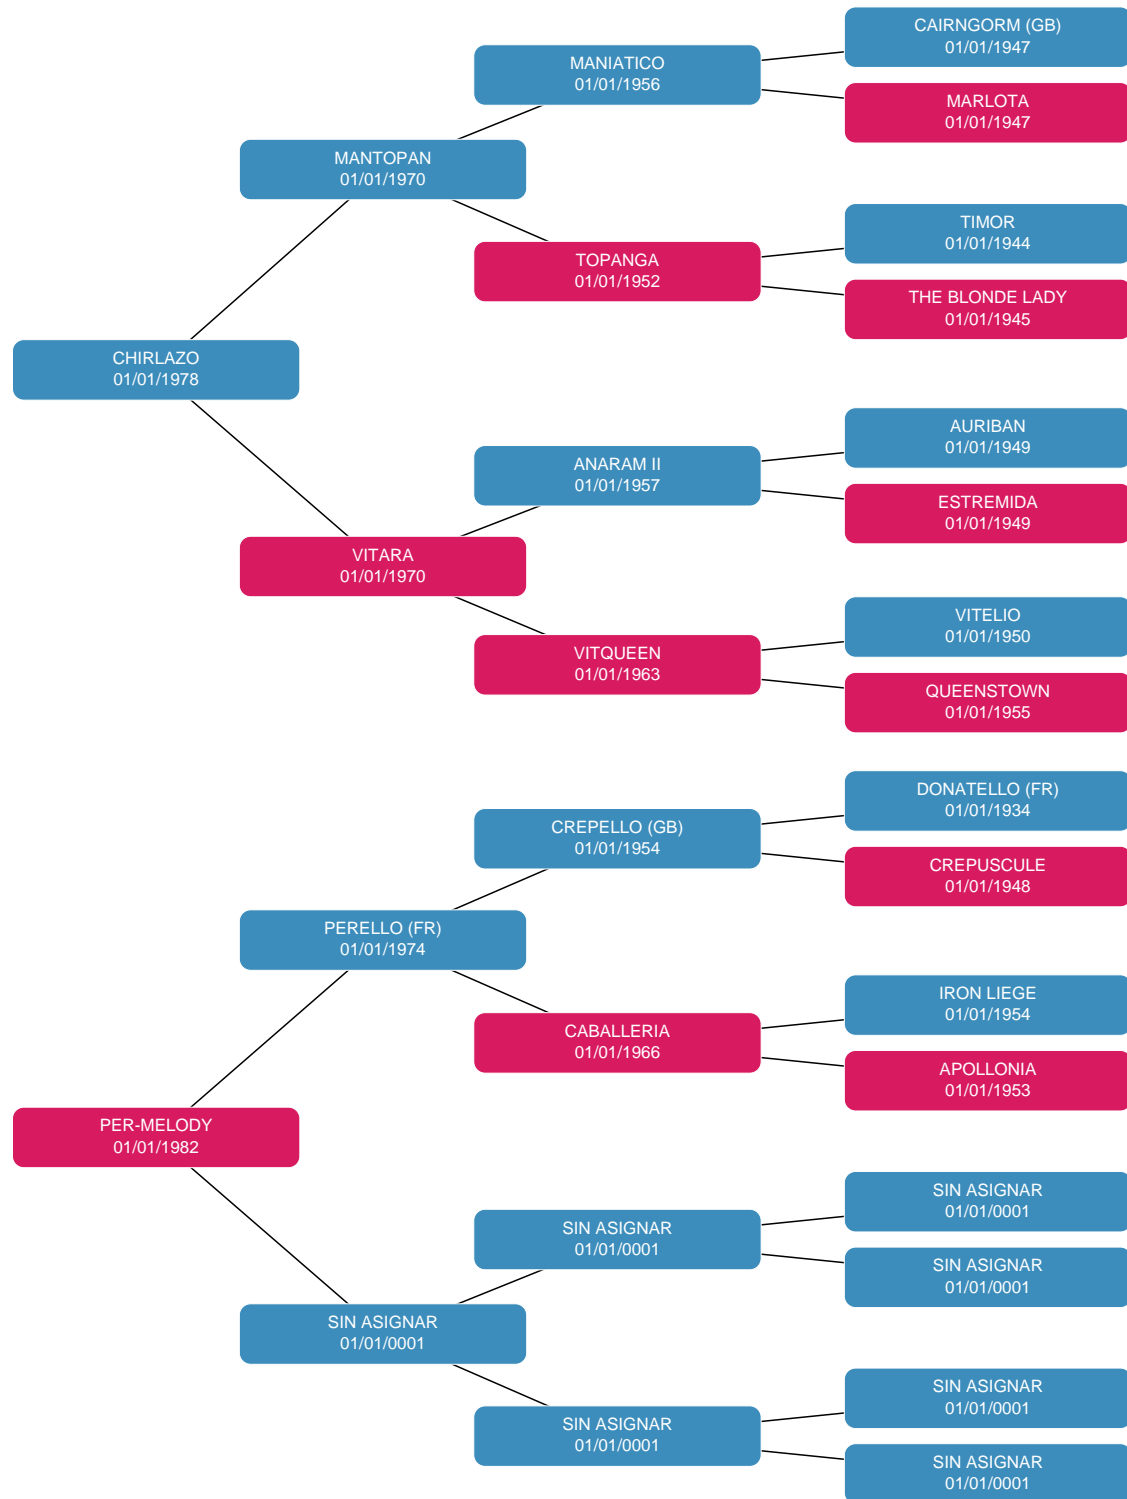 CAIRNGORM (GB)
01/01/1947
MANIATICO
01/01/1956
MARLOTA
01/01/1947
MANTOPAN
01/01/1970
TIMOR
01/01/1944
TOPANGA
01/01/1952
THE BLONDE LADY
01/01/1945
CHIRLAZO
01/01/1978
AURIBAN
01/01/1949
ANARAM II
01/01/1957
ESTREMIDA
01/01/1949
VITARA
01/01/1970
VITELIO
01/01/1950
VITQUEEN
01/01/1963
QUEENSTOWN
01/01/1955
DONATELLO (FR)
01/01/1934
CREPELLO (GB)
01/01/1954
CREPUSCULE
01/01/1948
PERELLO (FR)
01/01/1974
IRON LIEGE
01/01/1954
CABALLERIA
01/01/1966
APOLLONIA
01/01/1953
PER-MELODY
01/01/1982
SIN ASIGNAR
01/01/0001
SIN ASIGNAR
01/01/0001
SIN ASIGNAR
01/01/0001
SIN ASIGNAR
01/01/0001
SIN ASIGNAR
01/01/0001
SIN ASIGNAR
01/01/0001
SIN ASIGNAR
01/01/0001